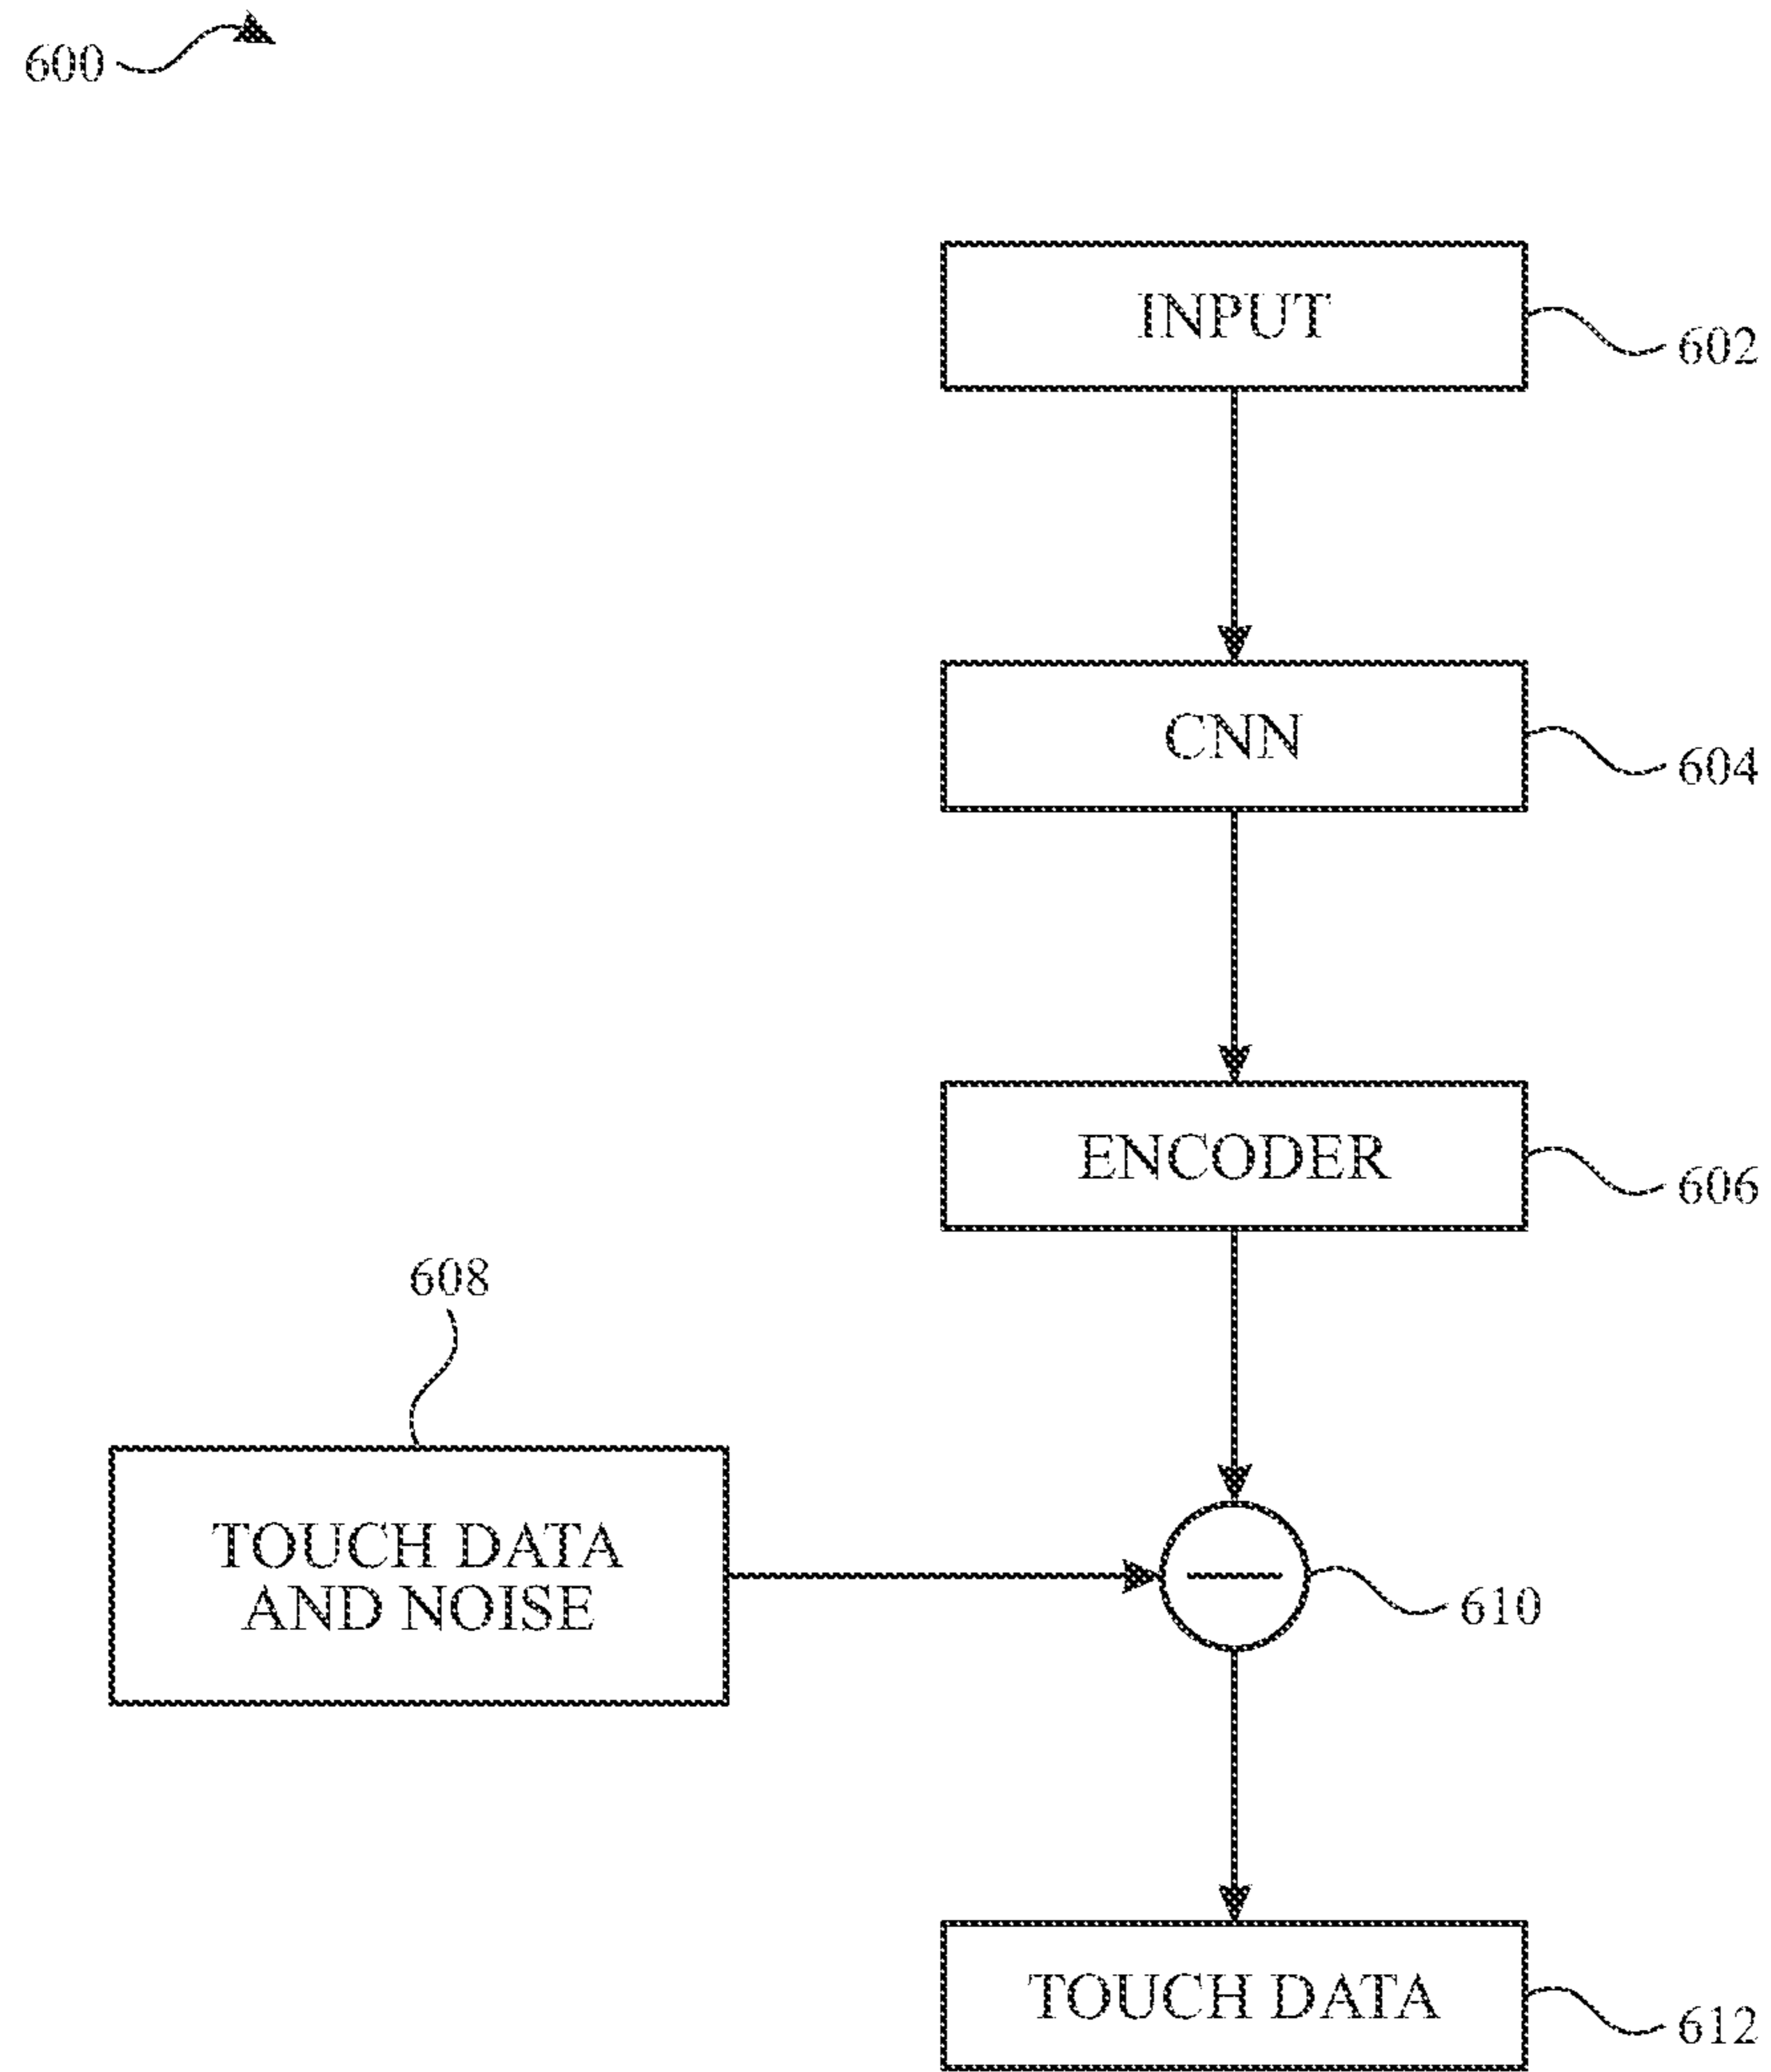 600
INPUT
602
CNN
604
ENCODER
606
608
TOUCH DATA
AND NOISE
610
TOUCH DATA
612